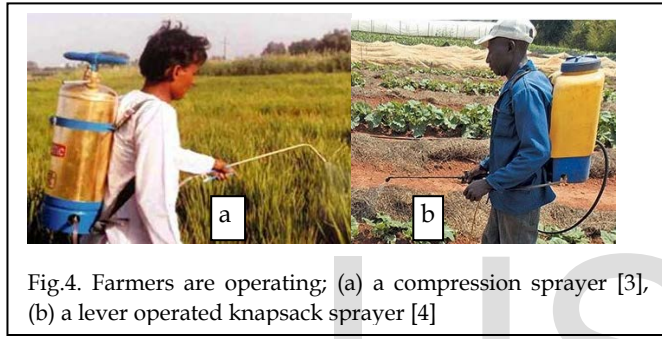 a
b
Fig.4. Farmers are operating; (a) a compression sprayer [3],
(b) a lever operated knapsack sprayer [4]